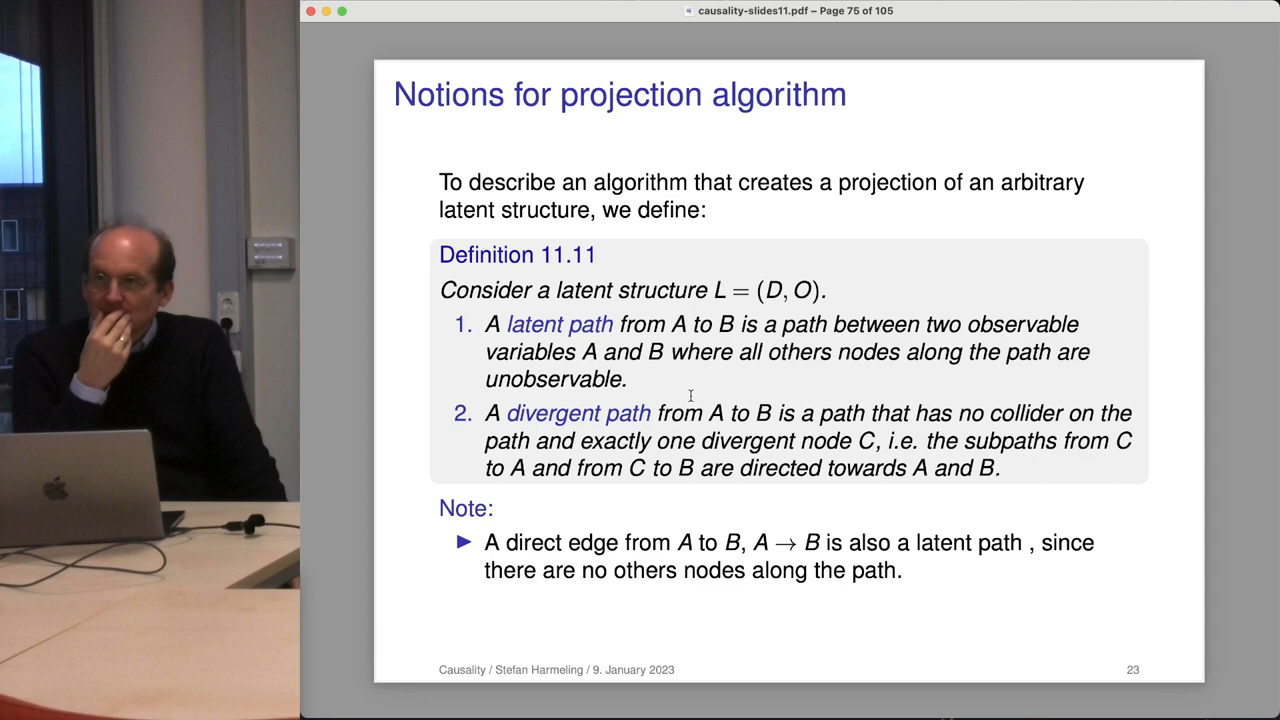 causality-slides11.pdf – Page 75 of 105
Notions for projection algorithm
To describe an algorithm that creates a projection of an arbitrary
latent structure, we define:
Definition 11.11
Consider a latent structure L = (D, O).
1. A latent path from A to B is a path between two observable
variables A and B where all others nodes along the path are
unobservable.
2. A divergent path from A to B is a path that has no collider on the
path and exactly one divergent node C, i.e. the subpaths from C
to A and from C to B are directed towards A and B.
Note:
▶ A direct edge from A to B, A → B is also a latent path , since
there are no others nodes along the path.
Causality / Stefan Harmeling / 9. January 2023
23